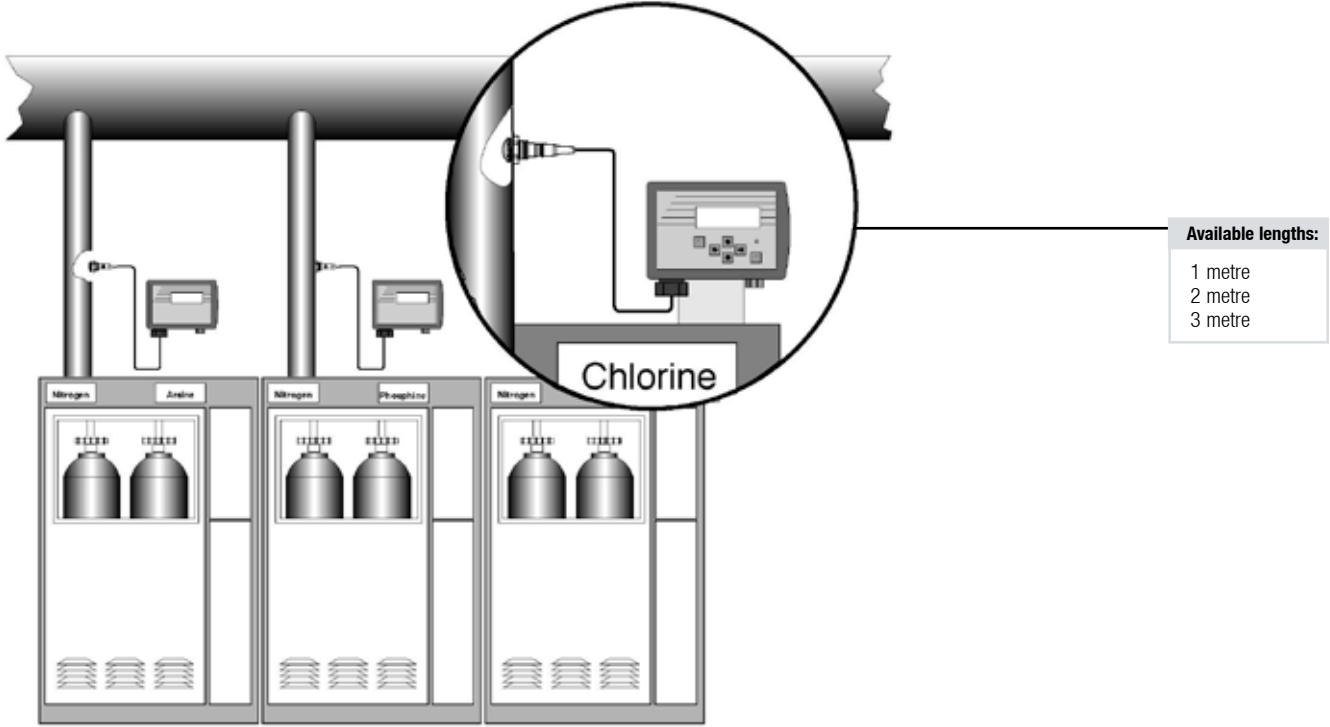 Available lengths:
1 metre
2 metre
3 metre
Chlorine
Nitrogen
Arsine
Nitrogen
Phosphine
Nitrogen